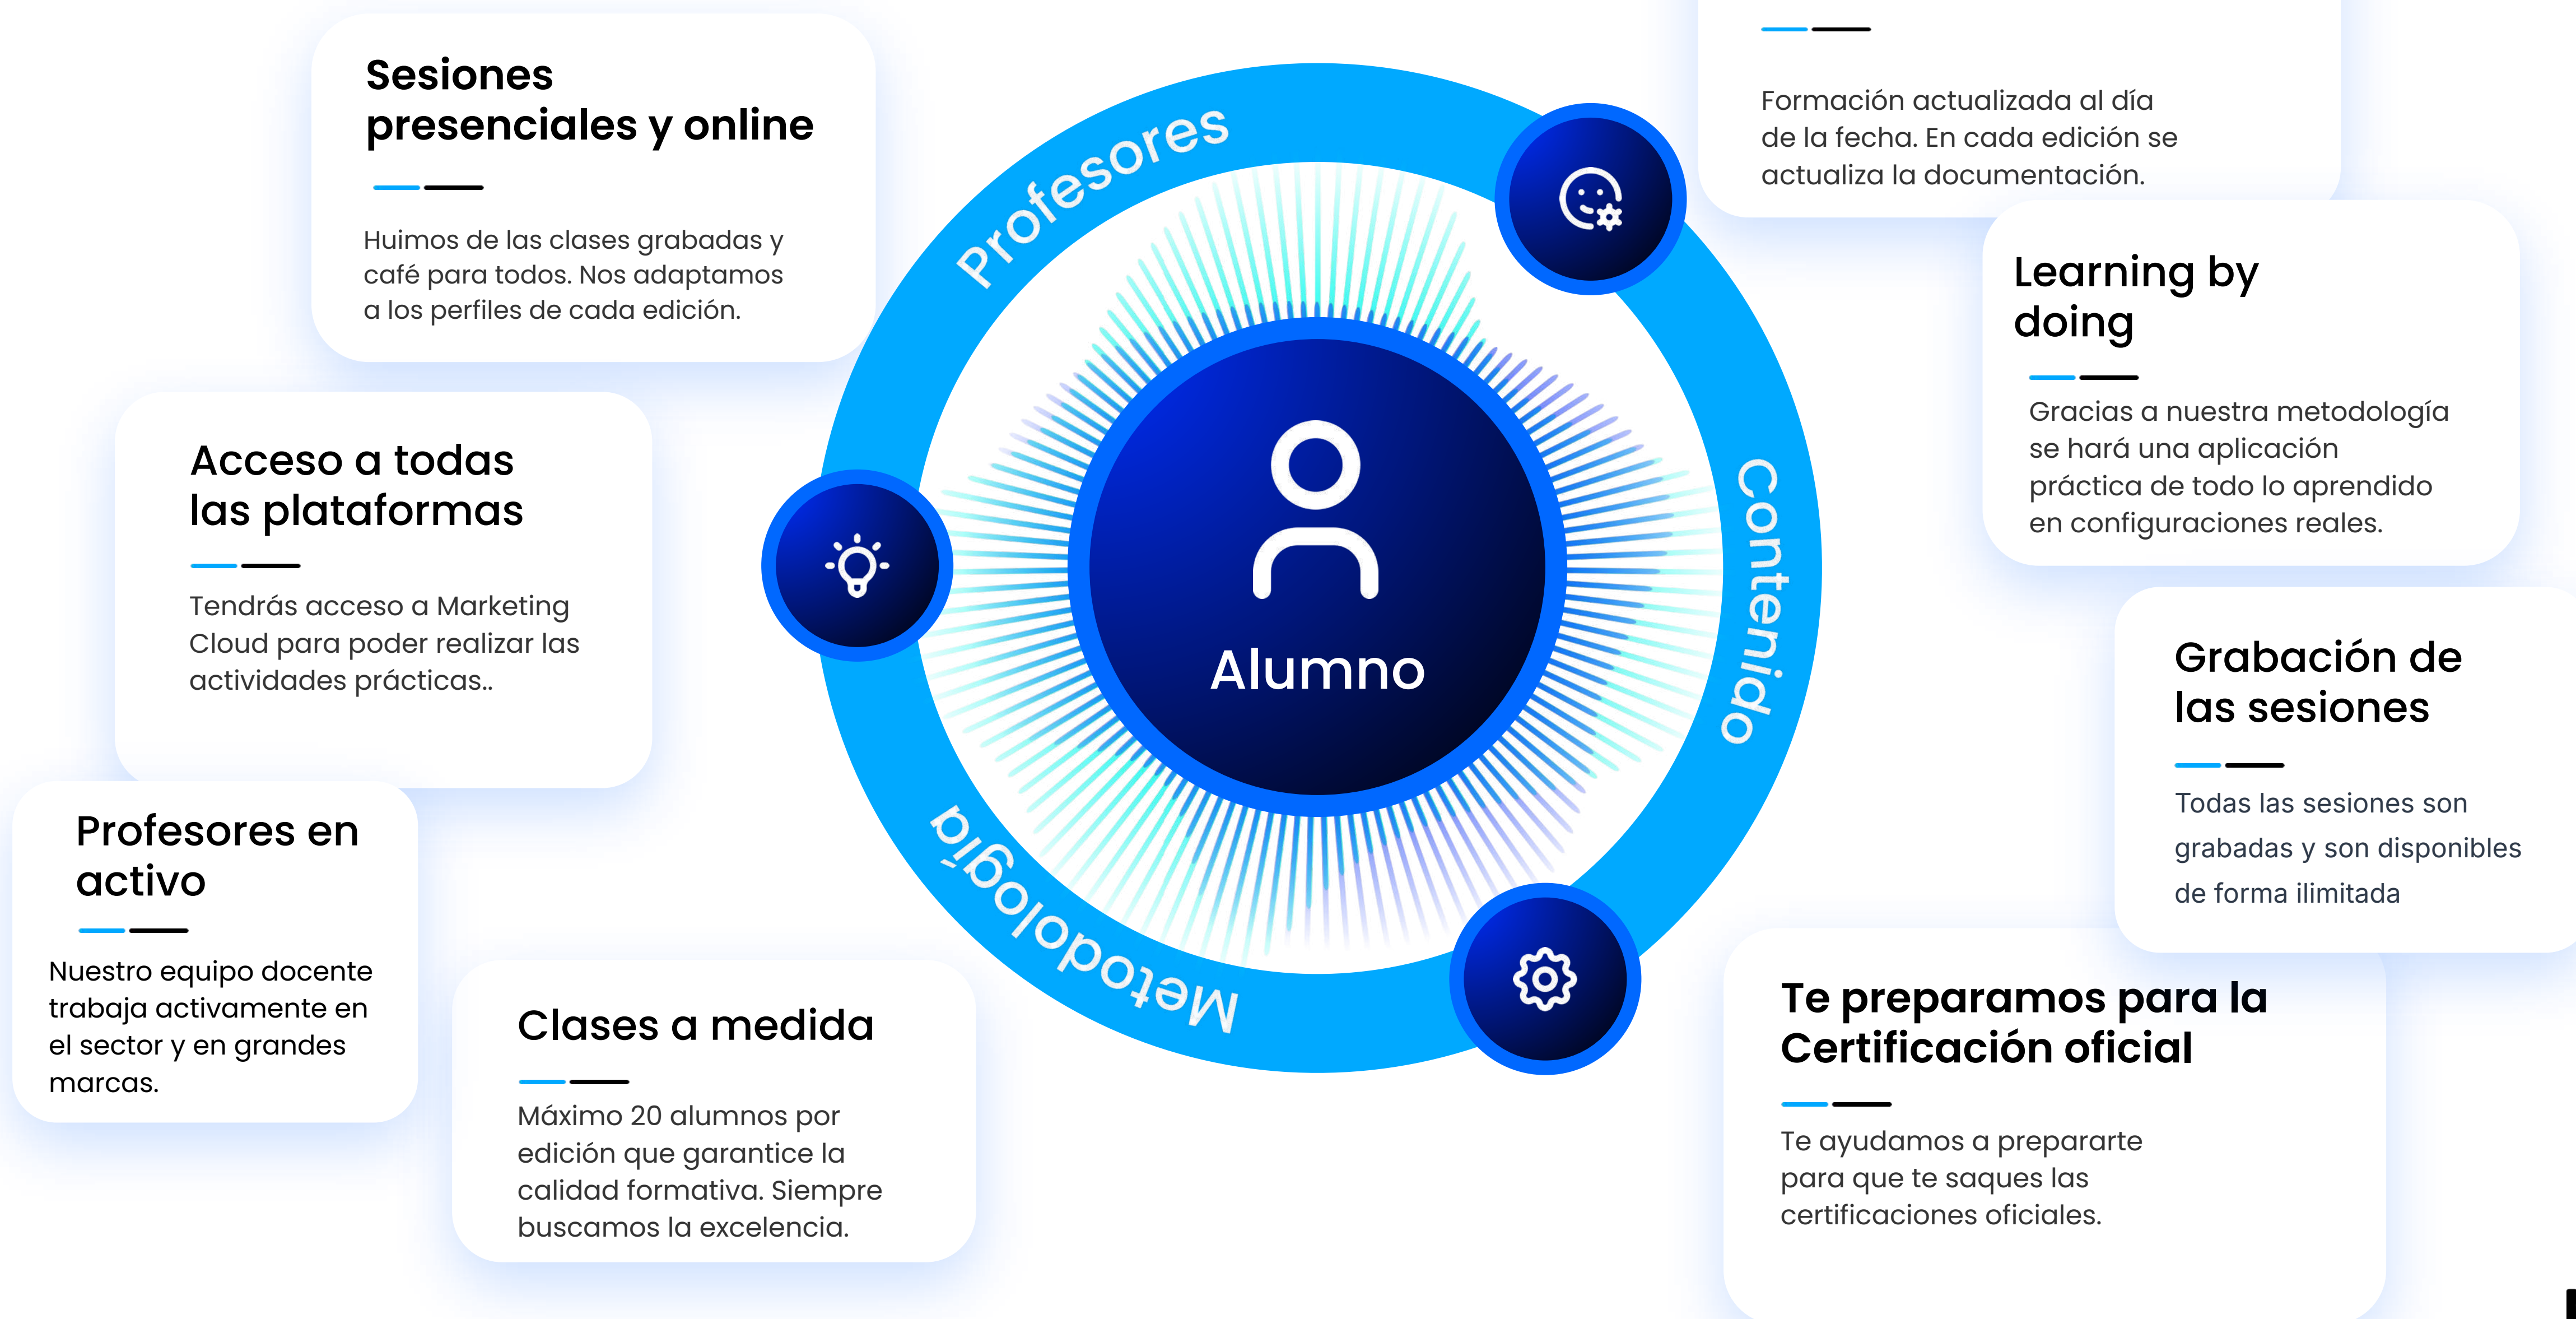 Sesiones
presenciales y online
Huimos de las clases grabadas y
café para todos. Nos adaptamos
a los perfiles de cada edición.
Acceso a todas
las plataformas
Tendrás acceso a Marketing
Cloud para poder realizar las
actividades prácticas..
Profesores en
activo
Nuestro equipo docente
trabaja activamente en
el sector y en grandes
marcas.
Clases a medida
Máximo 20 alumnos por
edición que garantice la
calidad formativa. Siempre
buscamos la excelencia.
Profesores
Contenido
Metodología
Alumno
Formación actualizada al día
de la fecha. En cada edición se
actualiza la documentación.
Learning by
doing
Gracias a nuestra metodología
se hará una aplicación
práctica de todo lo aprendido
en configuraciones reales.
Grabación de
las sesiones
Todas las sesiones son
grabadas y son disponibles
de forma ilimitada
Te preparamos para la
Certificación oficial
Te ayudamos a prepararte
para que te saques las
certificaciones oficiales.